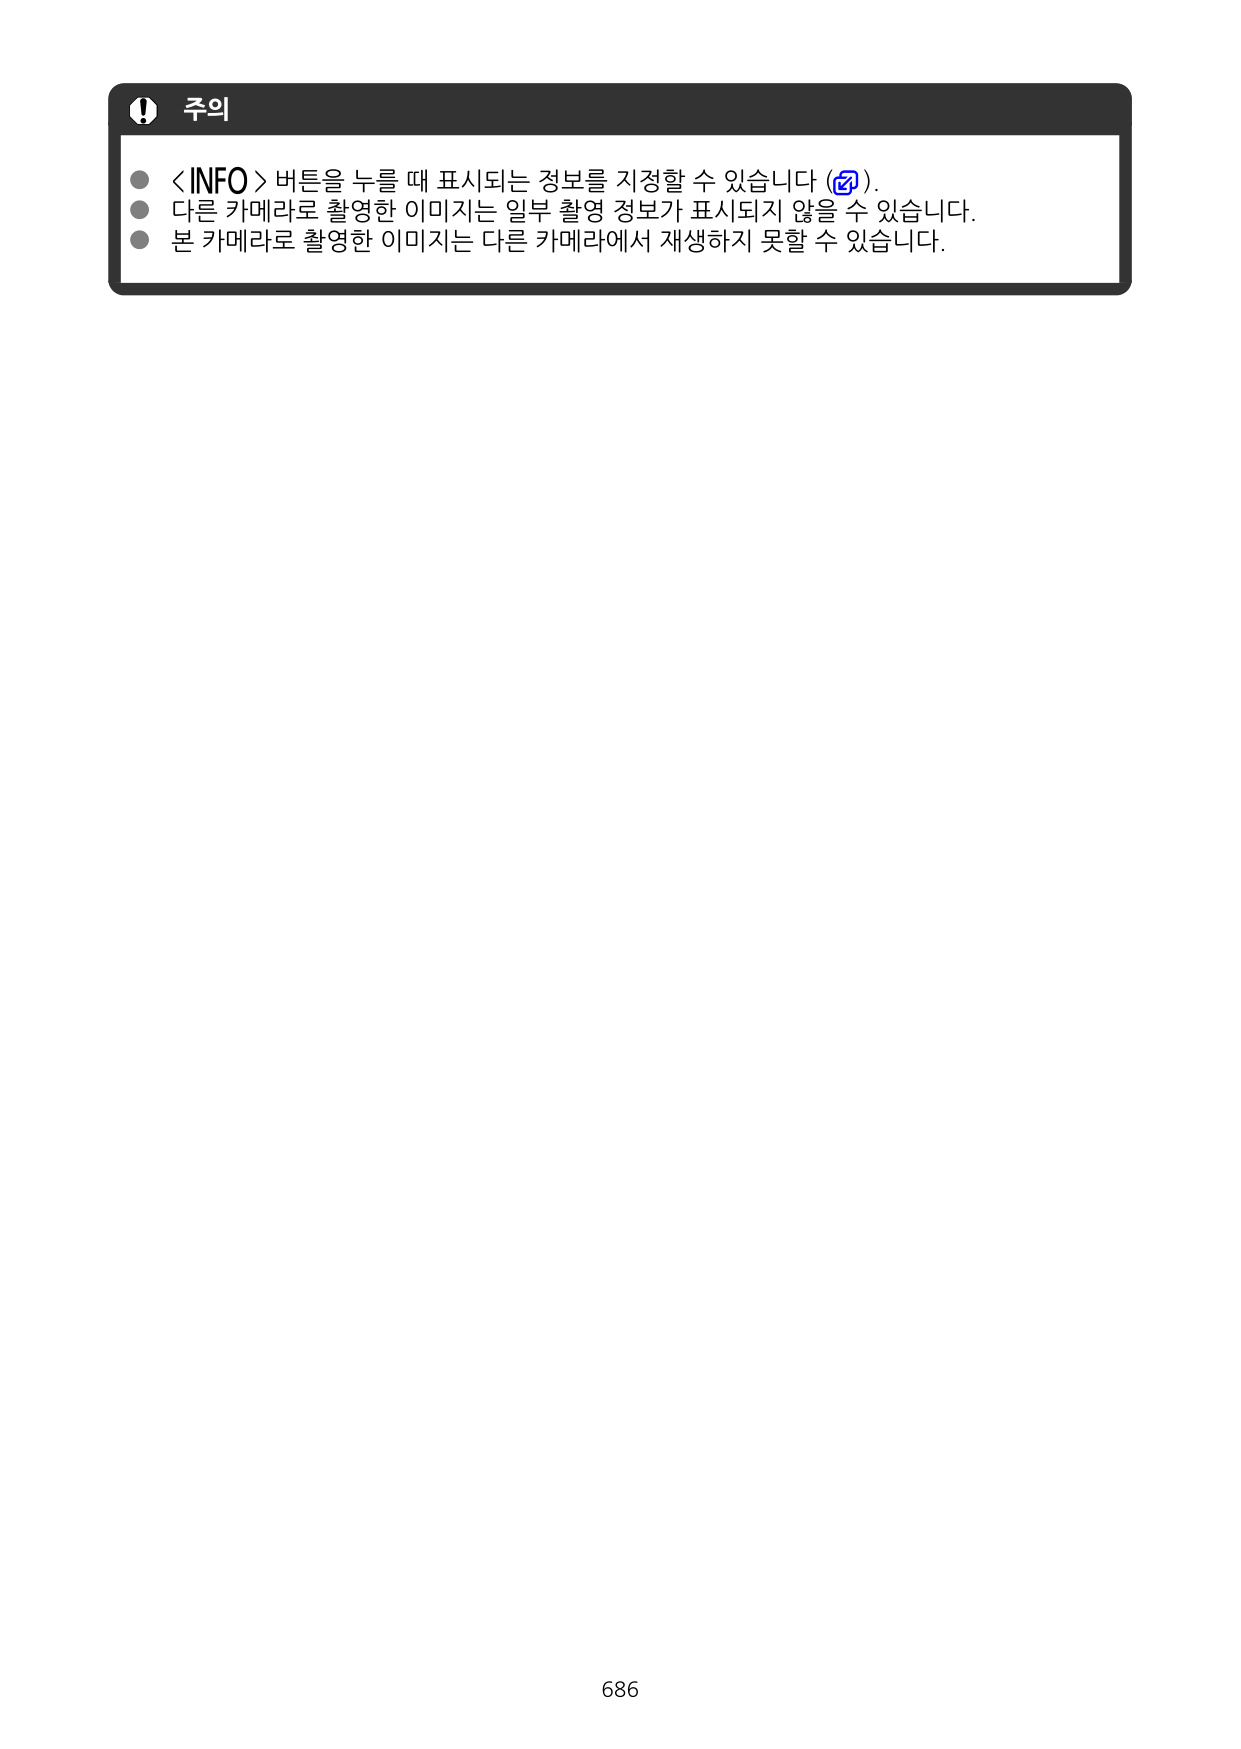 주의
<INFO> 버튼을 누를 때 표시되는 정보를 지정할 수 있습니다 ( ).
다른 카메라로 촬영한 이미지는 일부 촬영 정보가 표시되지 않을 수 있습니다.
본 카메라로 촬영한 이미지는 다른 카메라에서 재생하지 못할 수 있습니다.
686